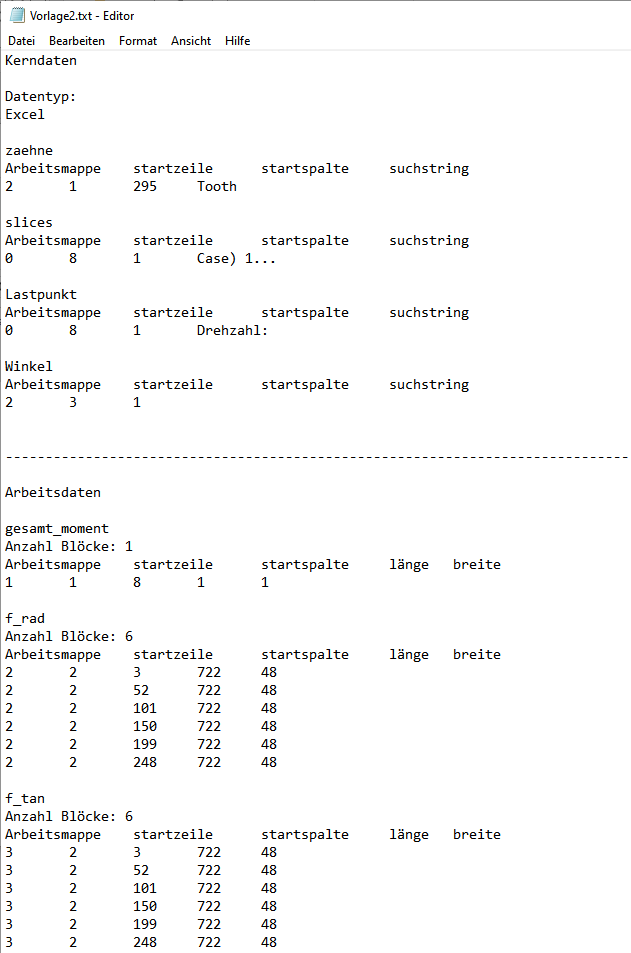 Vorlage2.txt - Editor
Datei Bearbeiten Format Ansicht Hilfe
Kerndaten

Datentyp:
Excel

zaehne
Arbeitsmappe startzeile startspalte suchstring
2 1 295 Tooth

slices
Arbeitsmappe startzeile startspalte suchstring
0 8 1 Case) 1...

Lastpunkt
Arbeitsmappe startzeile startspalte suchstring
0 8 1 Drehzahl:

Winkel
Arbeitsmappe startzeile startspalte suchstring
2 3 1

------------------------------------------------------------------------------

Arbeitsdaten

gesamt_moment
Anzahl Blöcke: 1
Arbeitsmappe startzeile startspalte länge breite
1 1 8 1 1

f_rad
Anzahl Blöcke: 6
Arbeitsmappe startzeile startspalte länge breite
2 2 3 722 48
2 2 52 722 48
2 2 101 722 48
2 2 150 722 48
2 2 199 722 48
2 2 248 722 48

f_tan
Anzahl Blöcke: 6
Arbeitsmappe startzeile startspalte länge breite
3 2 3 722 48
3 2 52 722 48
3 2 101 722 48
3 2 150 722 48
3 2 199 722 48
3 2 248 722 48